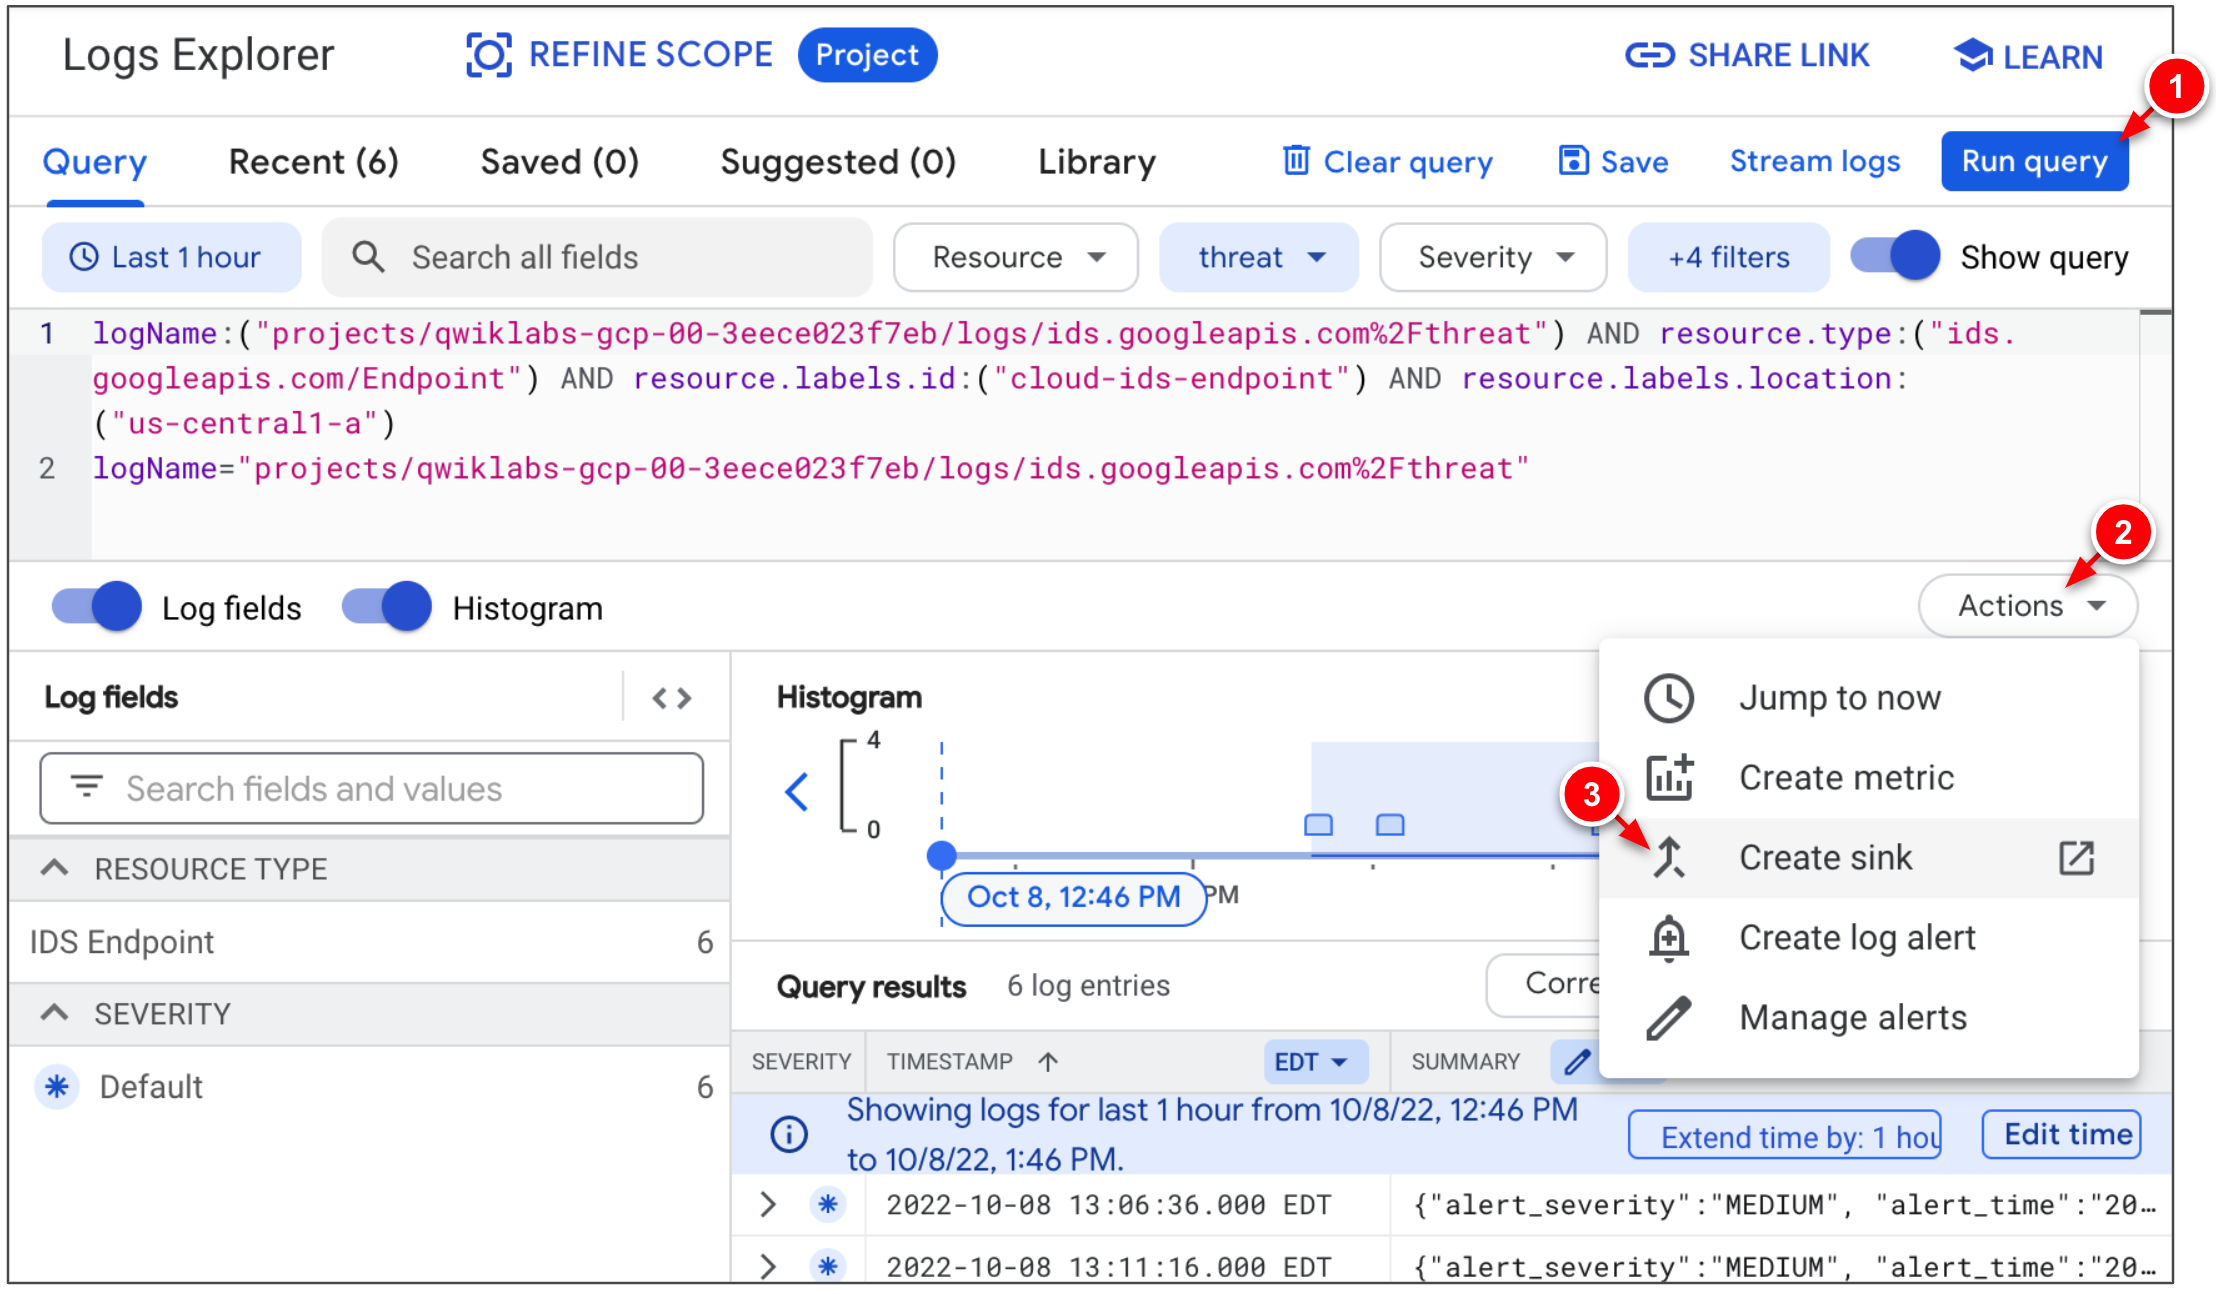 Logs Explorer
REFINE SCOPE
Project
SHARE LINK
LEARN
1
Query
Recent (6)
Saved (0)
Suggested (0)
Library
Clear query
Save
Stream logs
Run query
Last 1 hour
Search all fields
Resource
threat
Severity
+4 filters
Show query
1 logName:("projects/qwiklabs-gcp-00-3eece023f7eb/logs/ids.googleapis.com%2Fthreat") AND resource.type:("ids.
googleapis.com/Endpoint") AND resource.labels.id:("cloud-ids-endpoint") AND resource.labels.location:
("us-central1-a")
2 logName="projects/qwiklabs-gcp-00-3eece023f7eb/logs/ids.googleapis.com%2Fthreat"
2
Log fields
Histogram
Actions
Log fields
< >
Search fields and values
RESOURCE TYPE
IDS Endpoint 6
SEVERITY
Default 6
Histogram
4
0
Oct 8, 12:46 PM
PM
Jump to now
Create metric
3
Create sink
Create log alert
Manage alerts
Query results
6 log entries
Corre
SEVERITY
TIMESTAMP
EDT
SUMMARY
Showing logs for last 1 hour from 10/8/22, 12:46 PM
to 10/8/22, 1:46 PM.
Extend time by: 1 hou
Edit time
2022-10-08 13:06:36.000 EDT {"alert_severity":"MEDIUM", "alert_time":"20…
2022-10-08 13:11:16.000 EDT {"alert_severity":"MEDIUM", "alert_time":"20…